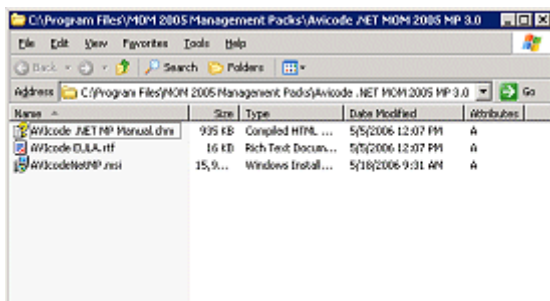 C:\Program Files\MOM 2005 Management Packs\Avicode .NET MOM 2005 MP 3.0
File Edit View Favorites Tools Help
Back Search Folders
Address C:\Program Files\MOM 2005 Management Packs\Avicode .NET MOM 2005 MP 3.0 Go
Name Size Type Date Modified Attributes
AVIcode .NET MP Manual.chm 935 KB Compiled HTML ... 5/5/2006 12:07 PM A
AVIcode EULA.rtf 16 KB Rich Text Docum... 5/5/2006 12:07 PM A
AVIcodeNetMP.msi 15,9... Windows Install... 5/18/2006 9:31 AM A